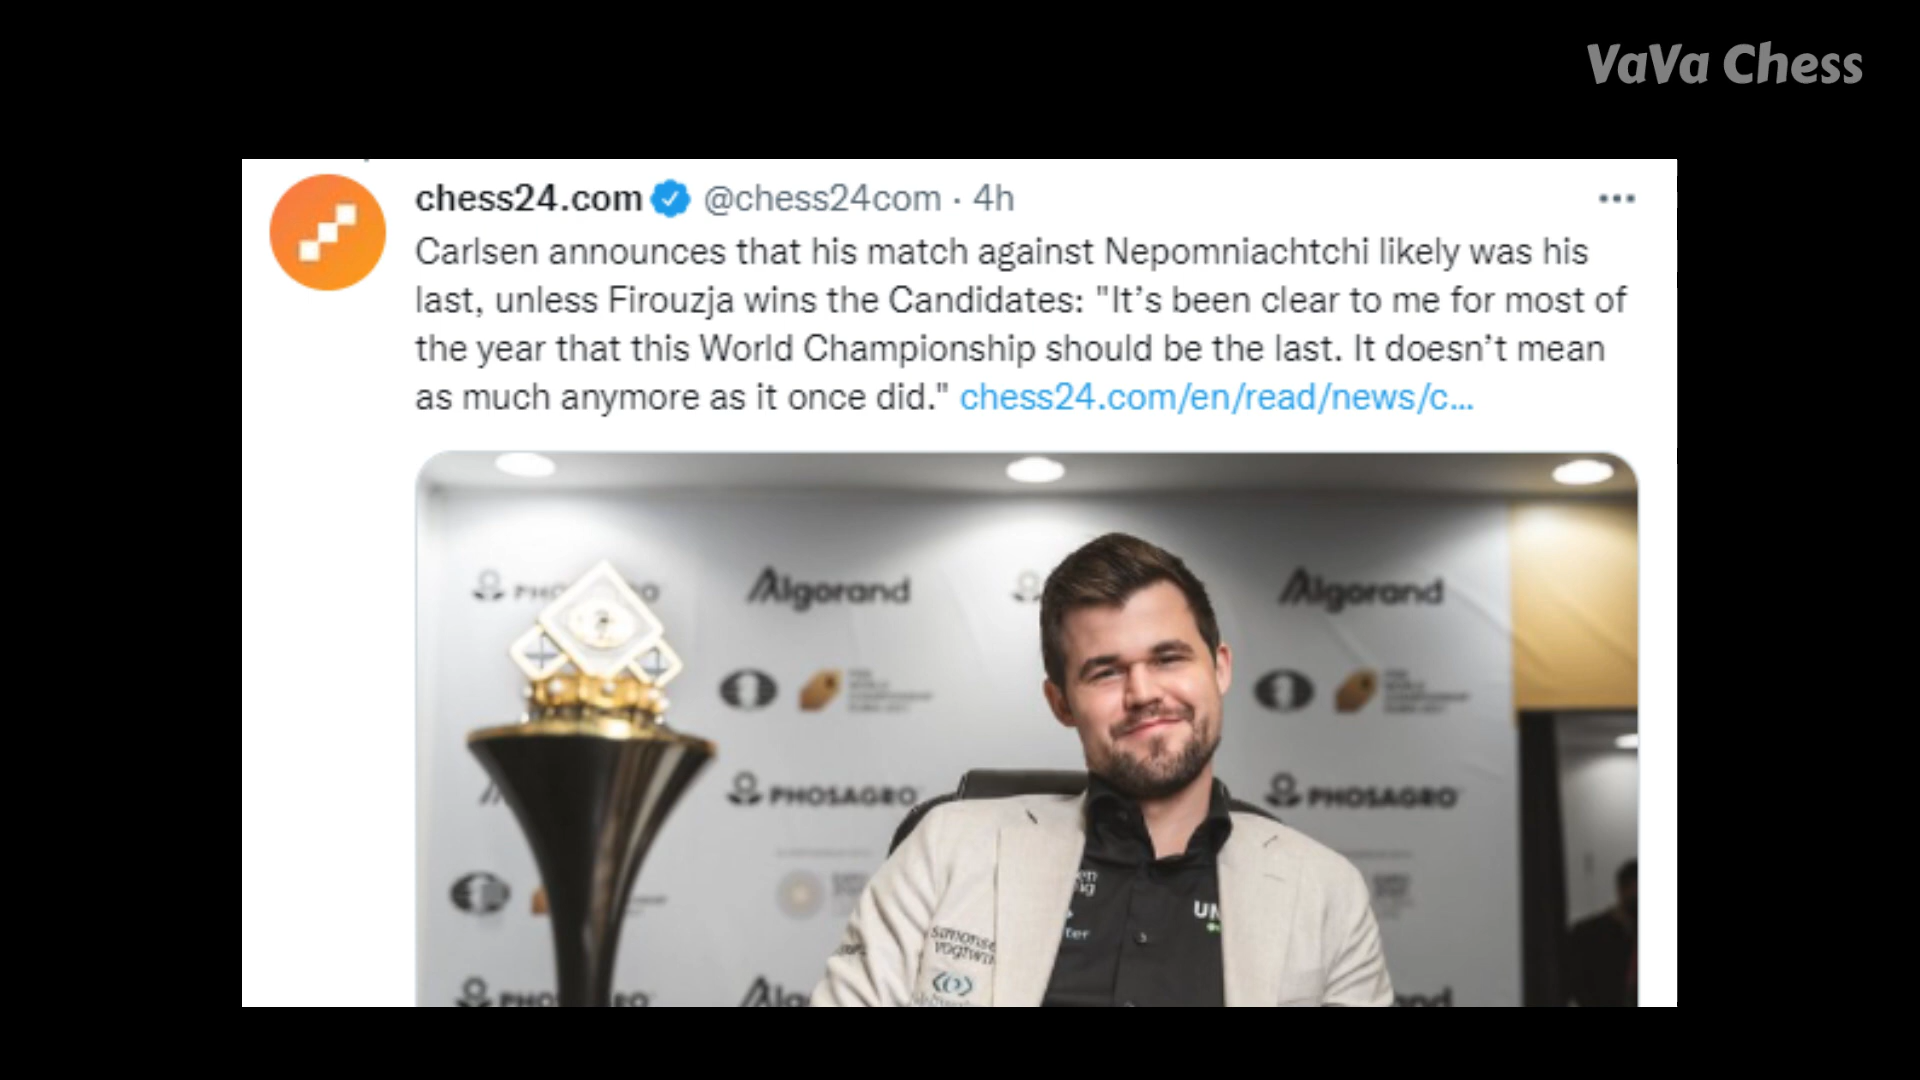 VaVa Chess
chess24.com @chess24com · 4h
Carlsen announces that his match against Nepomniachtchi likely was his
last, unless Firouzja wins the Candidates: "It’s been clear to me for most of
the year that this World Championship should be the last. It doesn’t mean
as much anymore as it once did." chess24.com/en/read/news/c...
Algorand
Algorand
PHOSAGRO
PHOSAGRO
UN
simonse
vogtwi